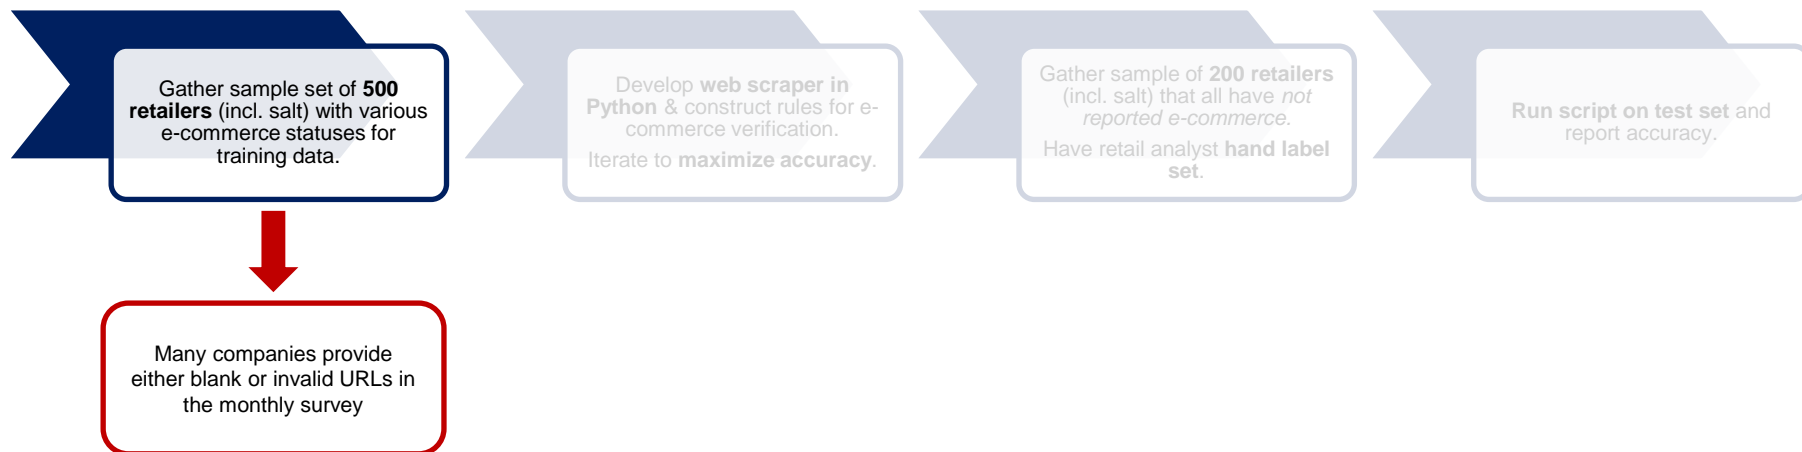 Gather sample set of 500
retailers (incl. salt) with various
e-commerce statuses for
training data.
Develop web scraper in
Python & construct rules for e-
commerce verification.
Iterate to maximize accuracy.
Gather sample of 200 retailers
(incl. salt) that all have not
reported e-commerce.
Have retail analyst hand label
set.
Run script on test set and
report accuracy.
Many companies provide
either blank or invalid URLs in
the monthly survey